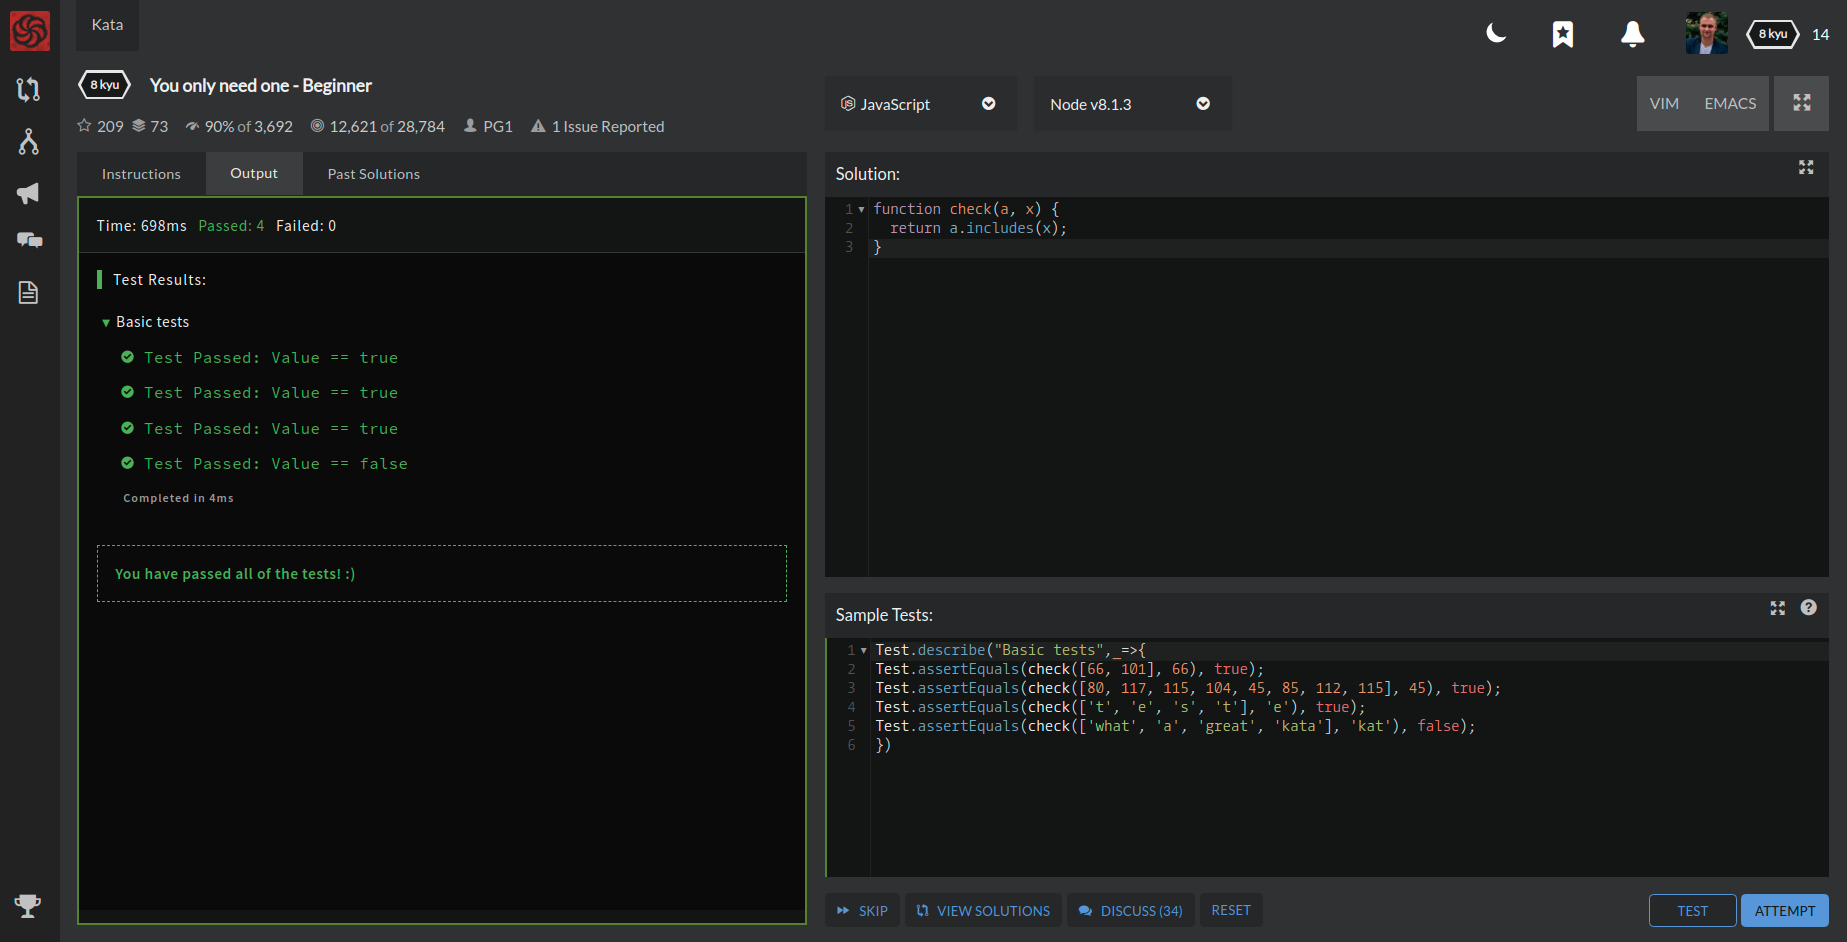 Kata
8 kyu
14
8 kyu You only need one - Beginner
209 73 90% of 3,692 12,621 of 28,784 PG1 1 Issue Reported
JavaScript
Node v8.1.3
VIM EMACS
Instructions Output Past Solutions
Time: 698ms Passed: 4 Failed: 0
Test Results:
Basic tests
Test Passed: Value == true
Test Passed: Value == true
Test Passed: Value == true
Test Passed: Value == false
Completed in 4ms
You have passed all of the tests! :)
Solution:
1 function check(a, x) {
2 return a.includes(x);
3 }
Sample Tests:
1 Test.describe("Basic tests",_=>{
2 Test.assertEquals(check([66, 101], 66), true);
3 Test.assertEquals(check([80, 117, 115, 104, 45, 85, 112, 115], 45), true);
4 Test.assertEquals(check(['t', 'e', 's', 't'], 'e'), true);
5 Test.assertEquals(check(['what', 'a', 'great', 'kata'], 'kat'), false);
6 })
SKIP VIEW SOLUTIONS DISCUSS (34) RESET TEST ATTEMPT